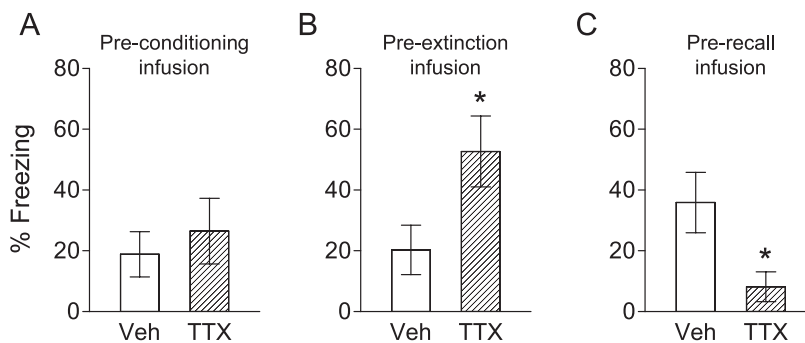 A
Pre-conditioning
infusion
% Freezing
80
60
40
20
0
Veh TTX
B
Pre-extinction
infusion
80
60
40
20
0
*
Veh TTX
C
Pre-recall
infusion
80
60
40
20
0
*
Veh TTX